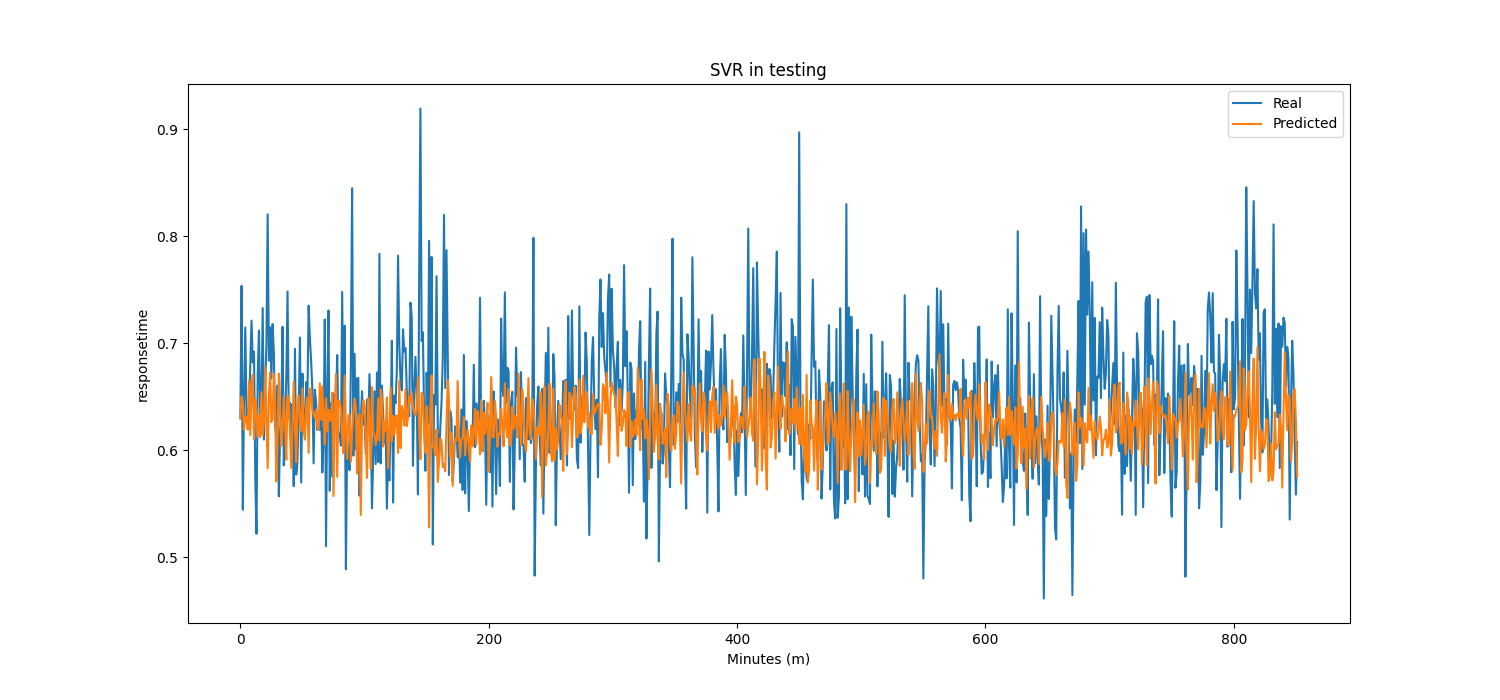 SVR in testing
Real
Predicted
0.9
0.8
0.7
0.6
0.5
responsetime
0 200 400 600 800
Minutes (m)